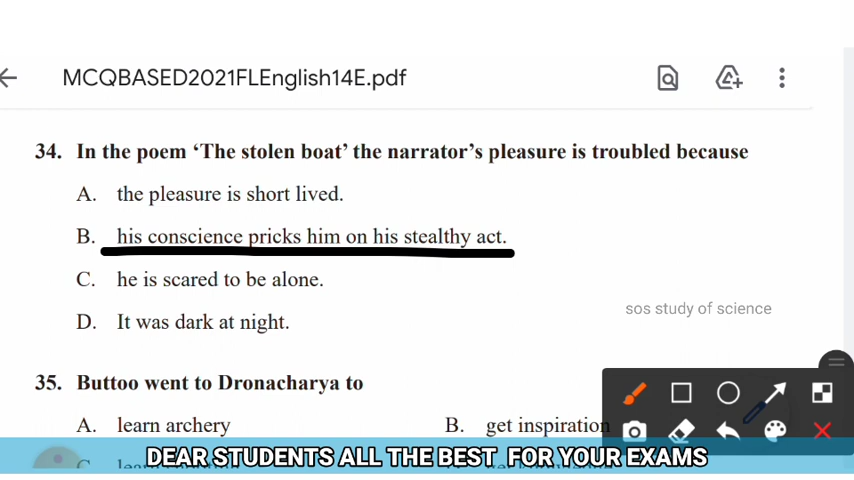 MCQBASED2021FLEnglish14E.pdf
34. In the poem ‘The stolen boat’ the narrator’s pleasure is troubled because
A. the pleasure is short lived.
B. his conscience pricks him on his stealthy act.
C. he is scared to be alone.
sos study of science
D. It was dark at night.
35. Buttoo went to Dronacharya to
A. learn archery B. get inspiration
C.
DEAR STUDENTS ALL THE BEST FOR YOUR EXAMS